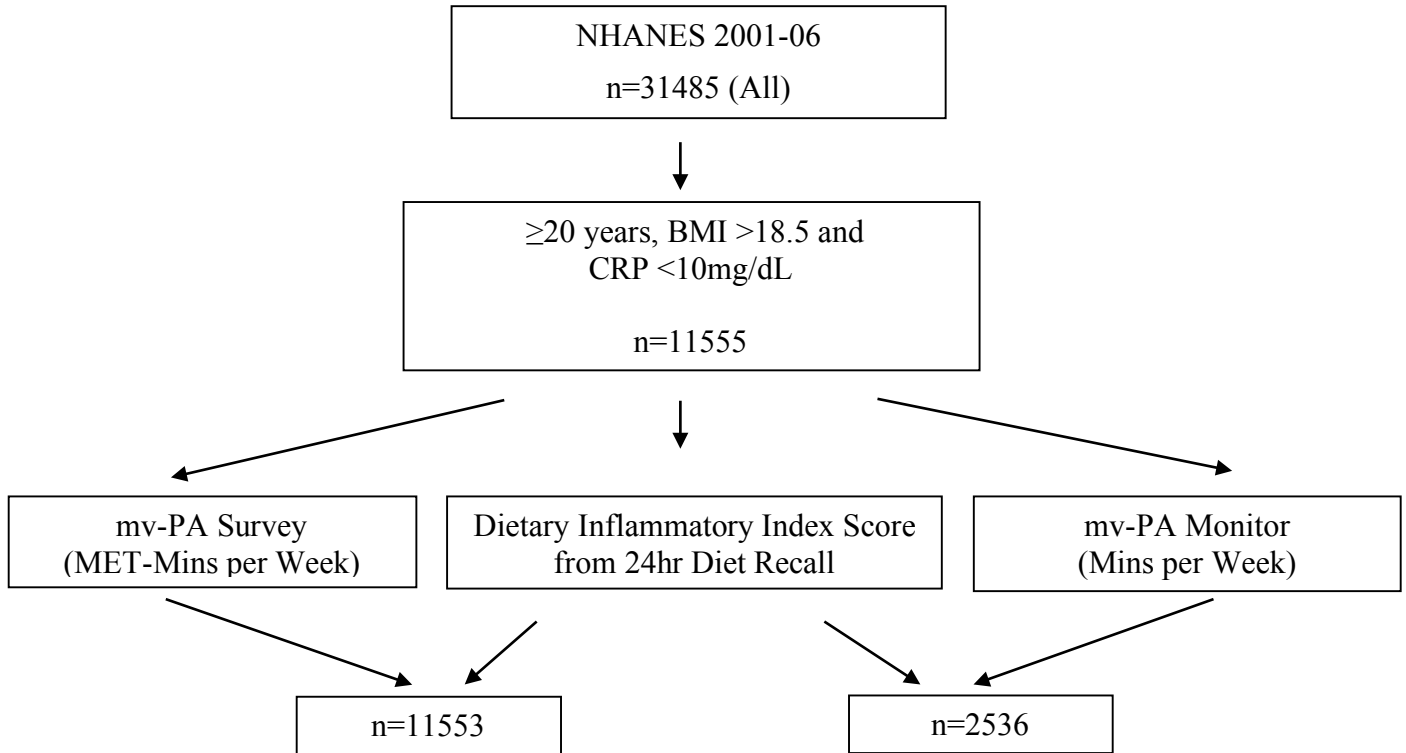 NHANES 2001-06
n=31485 (All)
≥20 years, BMI >18.5 and
CRP <10mg/dL
n=11555
mv-PA Survey
(MET-Mins per Week)
Dietary Inflammatory Index Score
from 24hr Diet Recall
mv-PA Monitor
(Mins per Week)
n=11553
n=2536